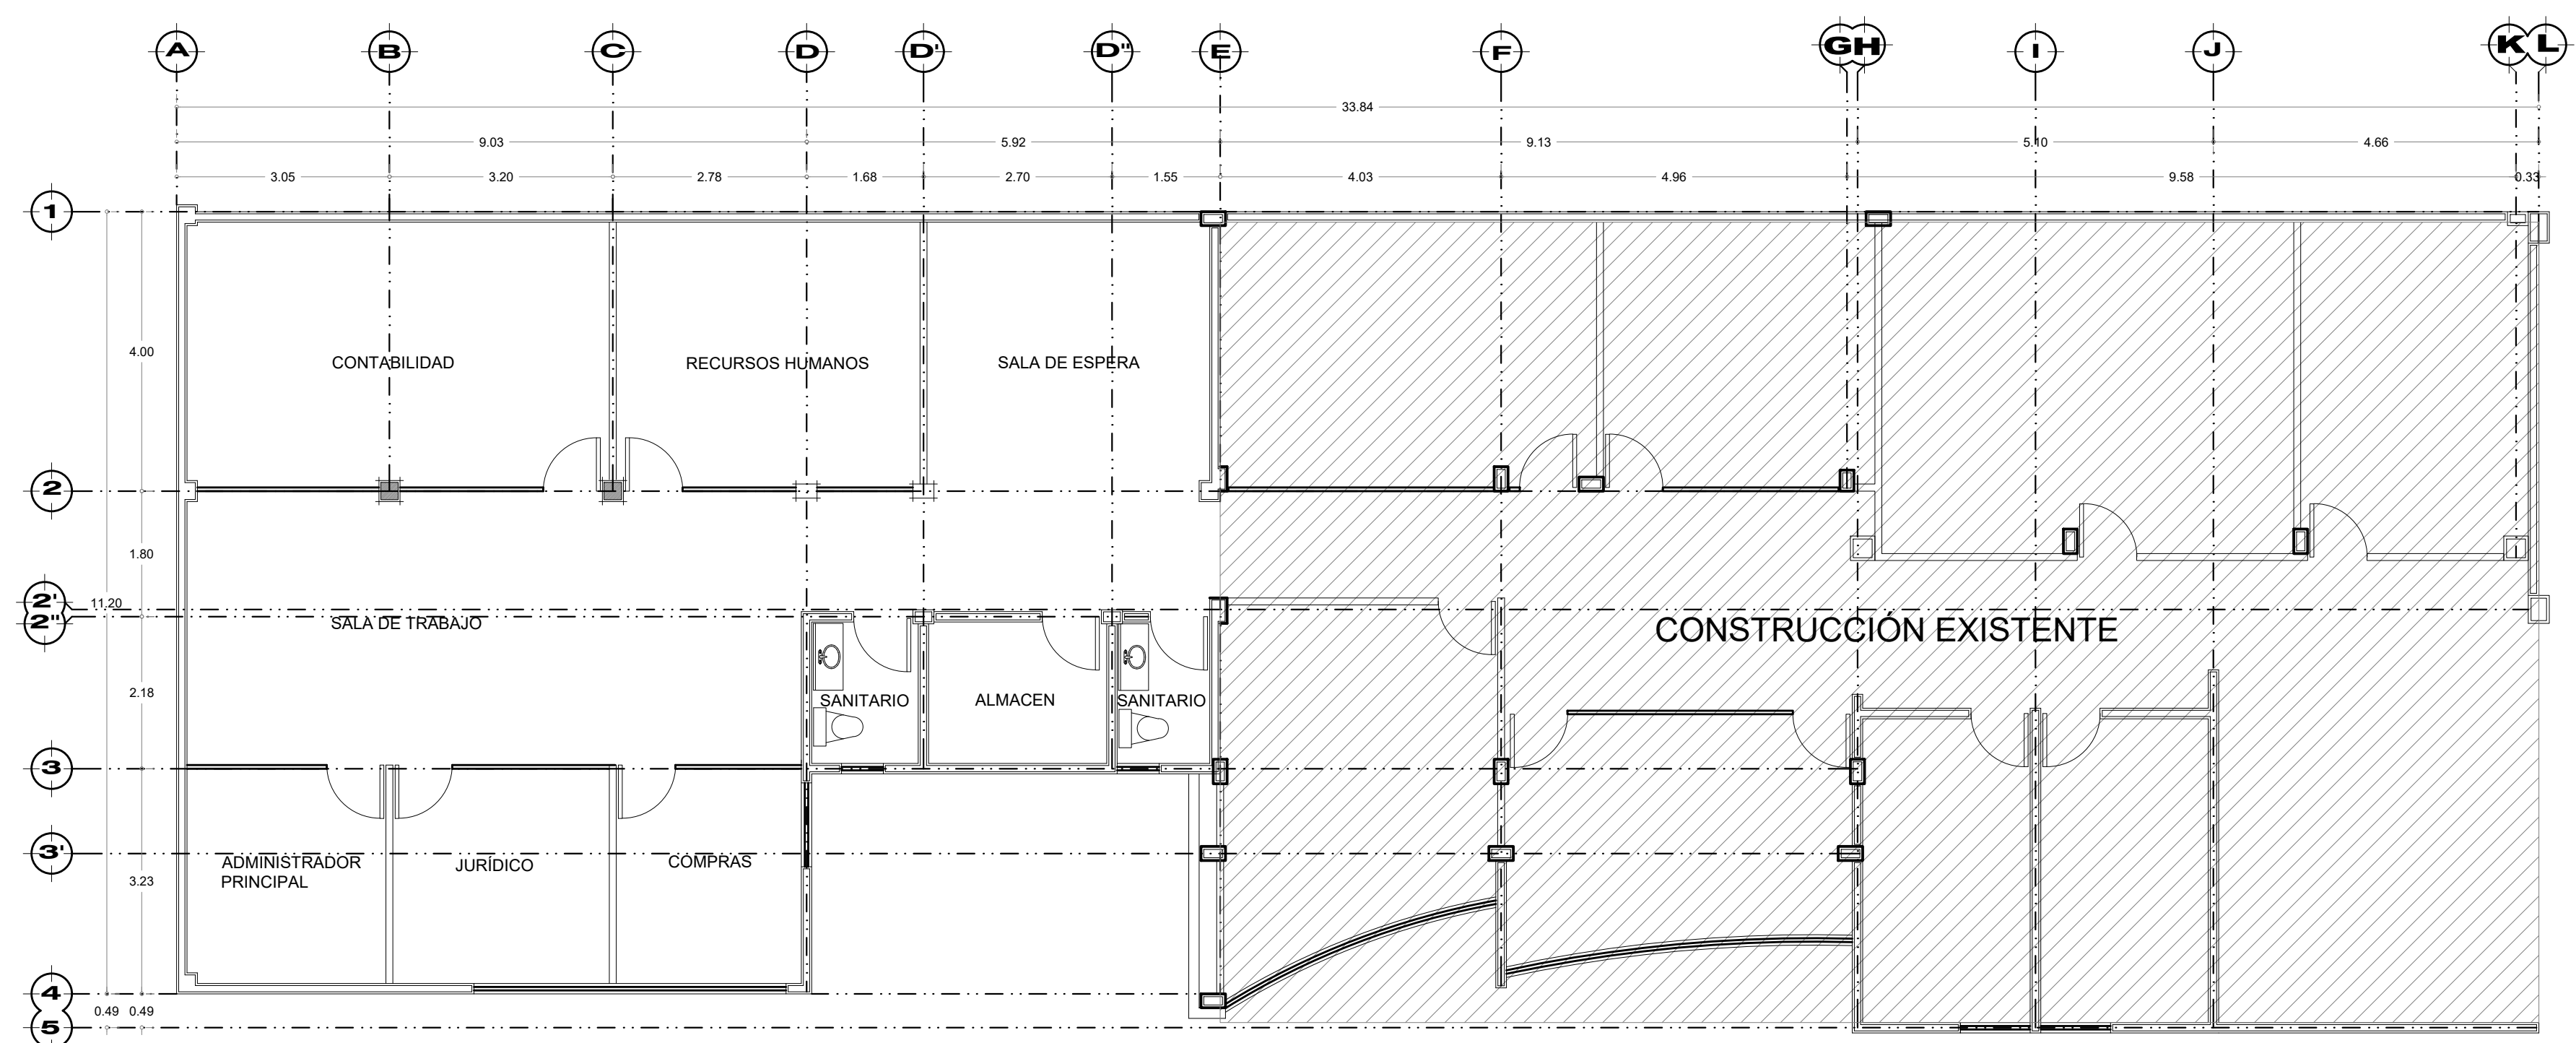 A B C D D' D" E F G H I J K L
33.84
9.03 5.92 9.13 5.10 4.66
3.05 3.20 2.78 1.68 2.70 1.55 4.03 4.96 9.58 0.33
1
4.00
CONTABILIDAD RECURSOS HUMANOS SALA DE ESPERA
2
1.80
2' 11.20
2"
SALA DE TRABAJO CONSTRUCCIÓN EXISTENTE
2.18
SANITARIO ALMACEN SANITARIO
3
3'
ADMINISTRADOR JURÍDICO COMPRAS
PRINCIPAL
3.23
4
0.49 0.49
5